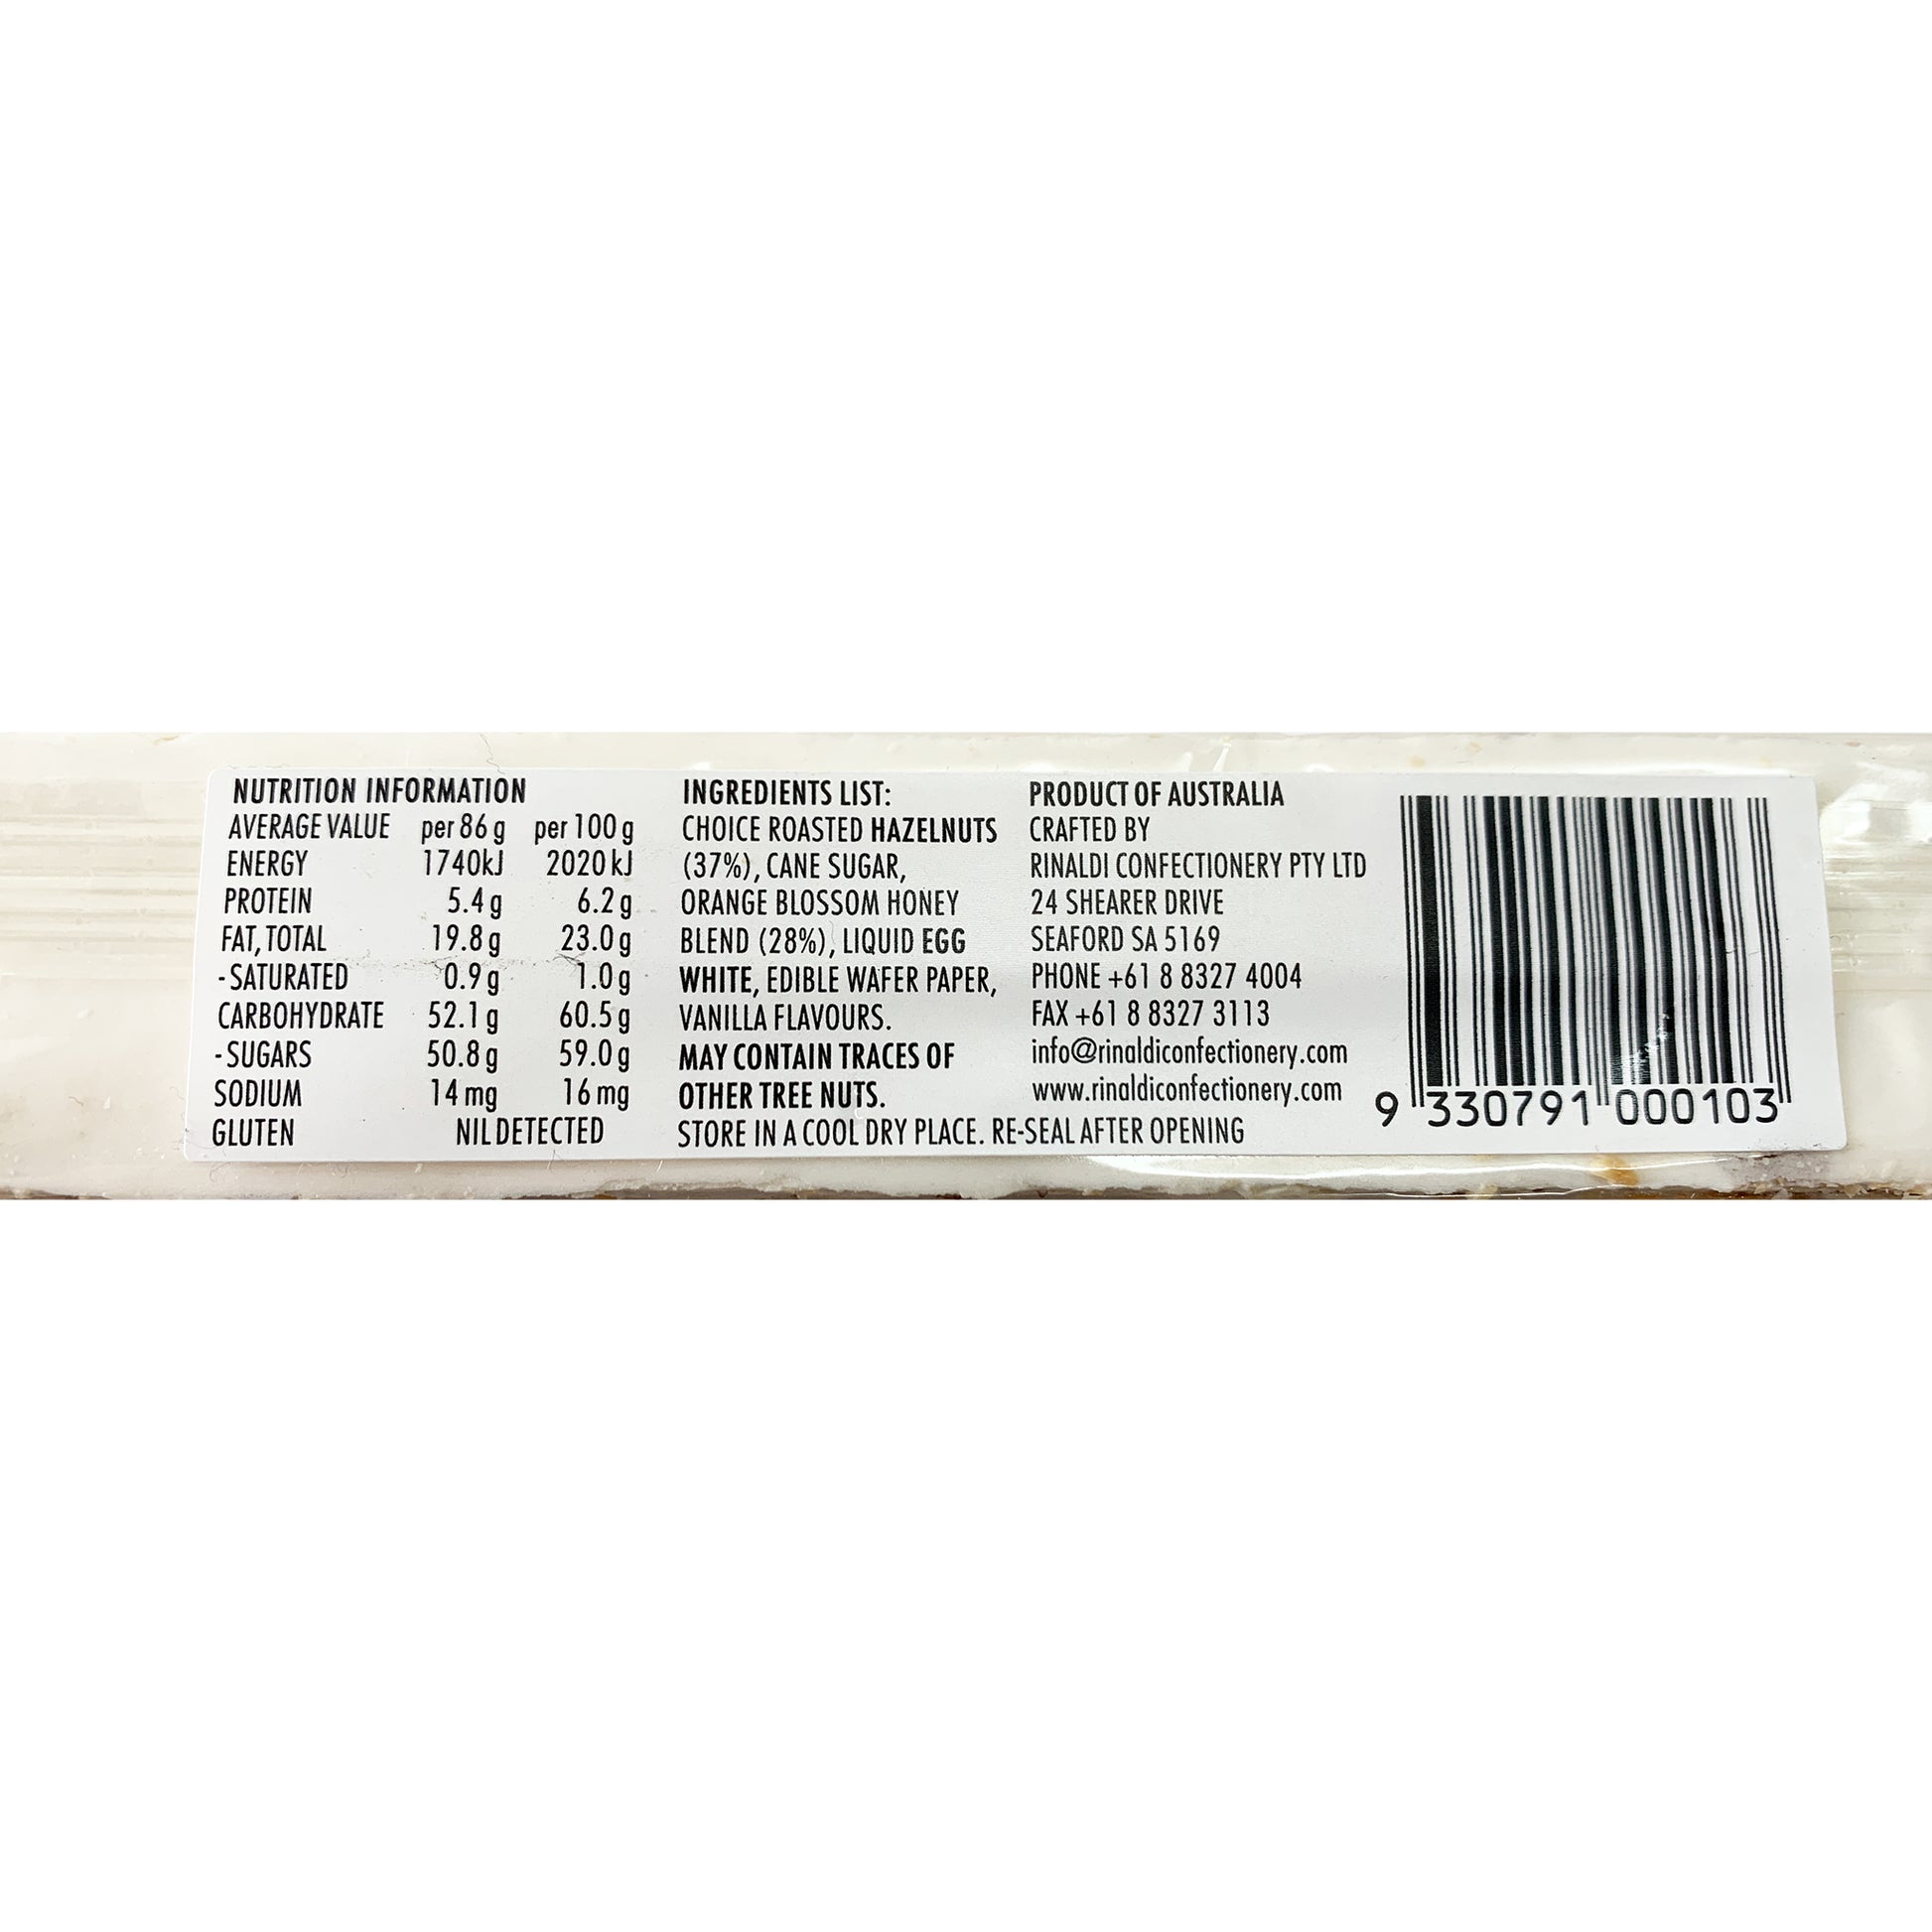 NUTRITION INFORMATION
AVERAGE VALUE per 86 g per 100 g
ENERGY 1740kJ 2020 kJ
PROTEIN 5.4 g 6.2 g
FAT, TOTAL 19.8 g 23.0 g
- SATURATED 0.9 g 1.0 g
CARBOHYDRATE 52.1 g 60.5 g
- SUGARS 50.8 g 59.0 g
SODIUM 14 mg 16 mg
GLUTEN NIL DETECTED
INGREDIENTS LIST:
CHOICE ROASTED HAZELNUTS
(37%), CANE SUGAR,
ORANGE BLOSSOM HONEY
BLEND (28%), LIQUID EGG
WHITE, EDIBLE WAFER PAPER,
VANILLA FLAVOURS.
MAY CONTAIN TRACES OF
OTHER TREE NUTS.
STORE IN A COOL DRY PLACE. RE-SEAL AFTER OPENING
PRODUCT OF AUSTRALIA
CRAFTED BY
RINALDI CONFECTIONERY PTY LTD
24 SHEARER DRIVE
SEAFORD SA 5169
PHONE +61 8 8327 4004
FAX +61 8 8327 3113
info@rinaldiconfectionery.com
www.rinaldiconfectionery.com
9 330791 000103